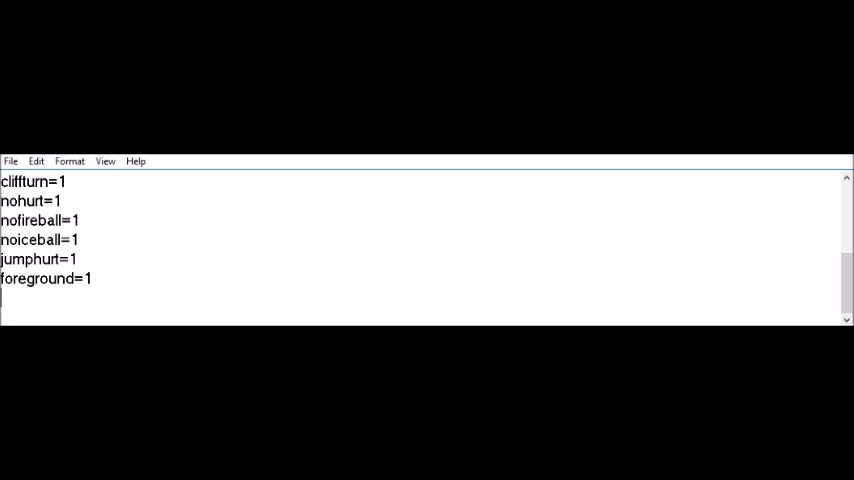 File Edit Format View Help
cliffturn=1
nohurt=1
nofireball=1
noiceball=1
jumphurt=1
foreground=1